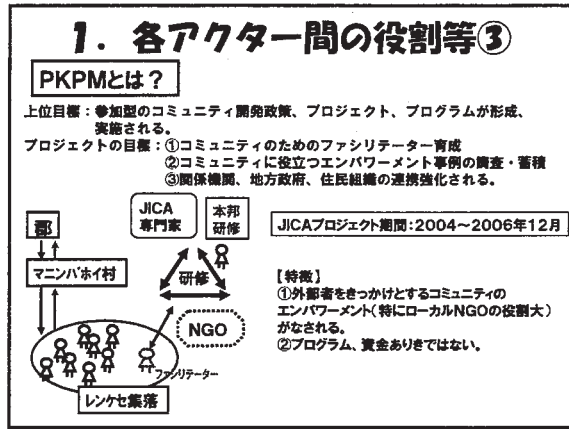 1．各アクター間の役割等③
PKPMとは？
上位目標：参加型のコミュニティ開発政策、プロジェクト、プログラムが形成、
実施される。
プロジェクトの目標：①コミュニティのためのファシリテーター育成
②コミュニティに役立つエンパワーメント事例の調査・蓄積
③関係機関、地方政府、住民組織の連携強化される。
JICA
専門家
本邦
研修
郡
JICAプロジェクト期間：2004～2006年12月
マニンバホイ村
研修
NGO
【特徴】
①外部者をきっかけとするコミュニティの
エンパワーメント（特にローカルNGOの役割大）
がなされる。
②プログラム、資金ありきではない。
ファシリテーター
レンケセ集落